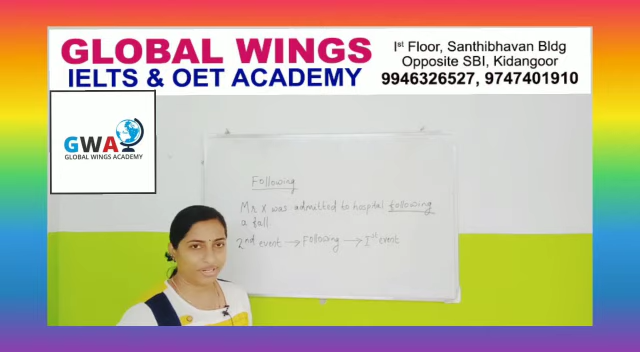 GLOBAL WINGS
IELTS & OET ACADEMY
Ist Floor, Santhibhavan Bldg
Opposite SBI, Kidangoor
9946326527, 9747401910
GWA
GLOBAL WINGS ACADEMY
Following
Mr X was admitted to hospital following
a fall.
2nd event → Following → Ist event